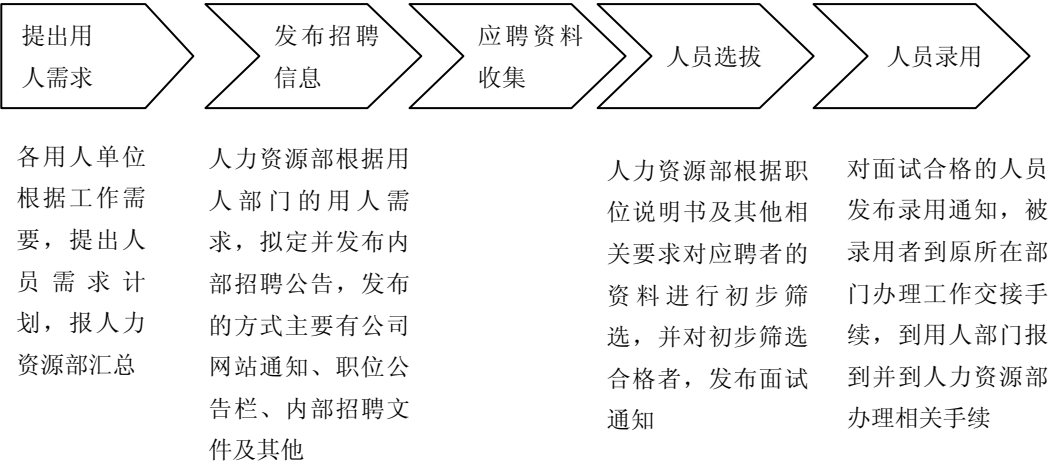 提出用
人需求
发布招聘
信息
应聘资料
收集
人员选拔
人员录用
各用人单位
根据工作需
要，提出人
员需求计
划，报人力
资源部汇总
人力资源部根据用
人部门的用人需
求，拟定并发布内
部招聘公告，发布
的方式主要有公司
网站通知、职位公
告栏、内部招聘文
件及其他
人力资源部根据职
位说明书及其他相
关要求对应聘者的
资料进行初步筛
选，并对初步筛选
合格者，发布面试
通知
对面试合格的人员
发布录用通知，被
录用者到原所在部
门办理工作交接手
续，到用人部门报
到并到人力资源部
办理相关手续